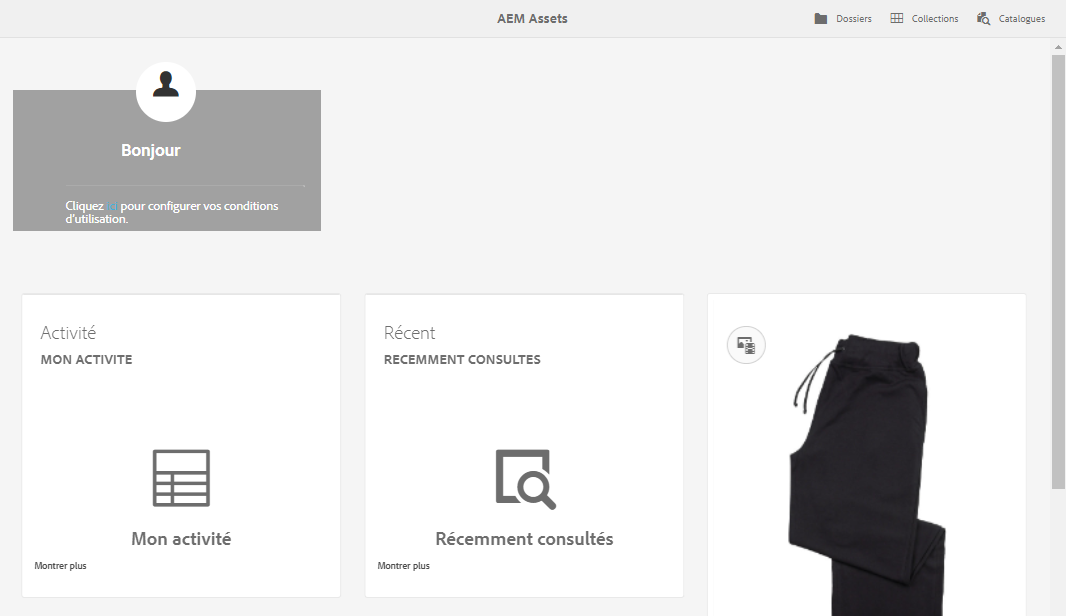 AEM Assets
Dossiers
Collections
Catalogues
Bonjour
Cliquez ici pour configurer vos conditions
d'utilisation.
Activité
MON ACTIVITE
Mon activité
Montrer plus
Récent
RECEMMENT CONSULTES
Récemment consultés
Montrer plus